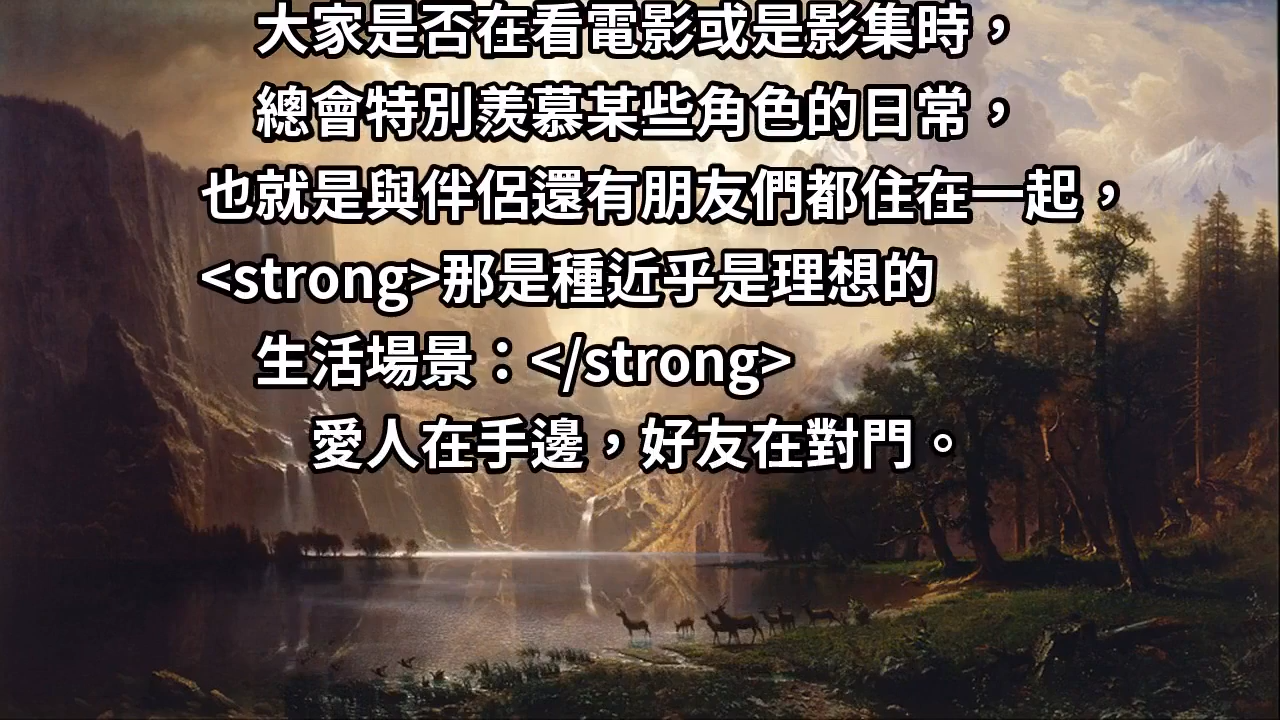 大家是否在看電影或是影集時，
總會特別羨慕某些角色的日常，
也就是與伴侶還有朋友們都住在一起，
<strong>那是種近乎是理想的
生活場景：</strong>
愛人在手邊，好友在對門。